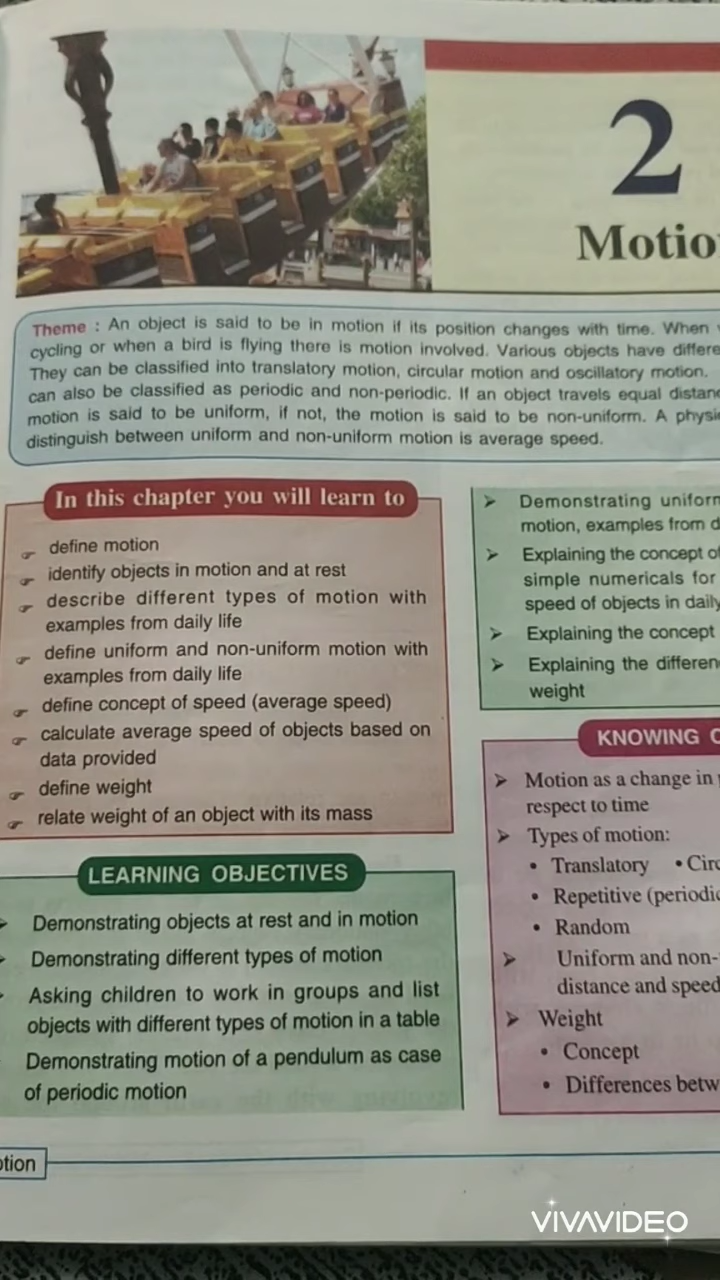 2
Motio
Theme : An object is said to be in motion if its position changes with time. When
cycling or when a bird is flying there is motion involved. Various objects have differe
They can be classified into translatory motion, circular motion and oscillatory motion.
can also be classified as periodic and non-periodic. If an object travels equal distan
motion is said to be uniform, if not, the motion is said to be non-uniform. A physi
distinguish between uniform and non-uniform motion is average speed.
In this chapter you will learn to
define motion
identify objects in motion and at rest
describe different types of motion with
examples from daily life
define uniform and non-uniform motion with
examples from daily life
define concept of speed (average speed)
calculate average speed of objects based on
data provided
define weight
relate weight of an object with its mass
LEARNING OBJECTIVES
Demonstrating objects at rest and in motion
Demonstrating different types of motion
Asking children to work in groups and list
objects with different types of motion in a table
Demonstrating motion of a pendulum as case
of periodic motion
Demonstrating uniform
motion, examples from d
Explaining the concept of
simple numericals for
speed of objects in daily
Explaining the concept
Explaining the differen
weight
KNOWING C
Motion as a change in
respect to time
Types of motion:
• Translatory • Circ
• Repetitive (periodic
• Random
Uniform and non-
distance and speed
Weight
• Concept
• Differences betw
otion
VIVAVIDEO